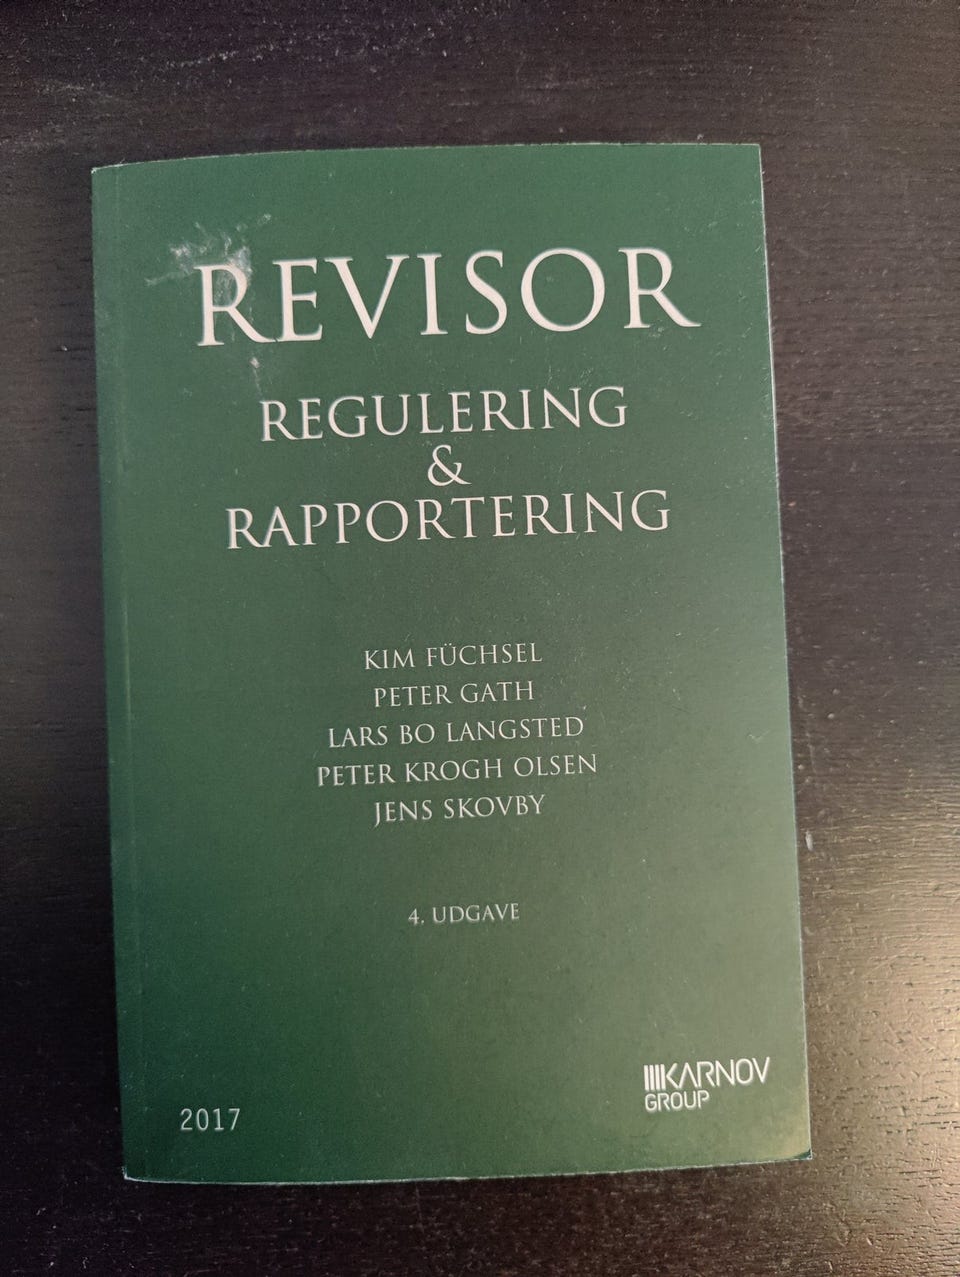 REVISOR
REGULERING
&
RAPPORTERING
KIM FÜCHSEL
PETER GATH
LARS BO LANGSTED
PETER KROGH OLSEN
JENS SKOVBY
4. UDGAVE
KARNOV
GROUP
2017